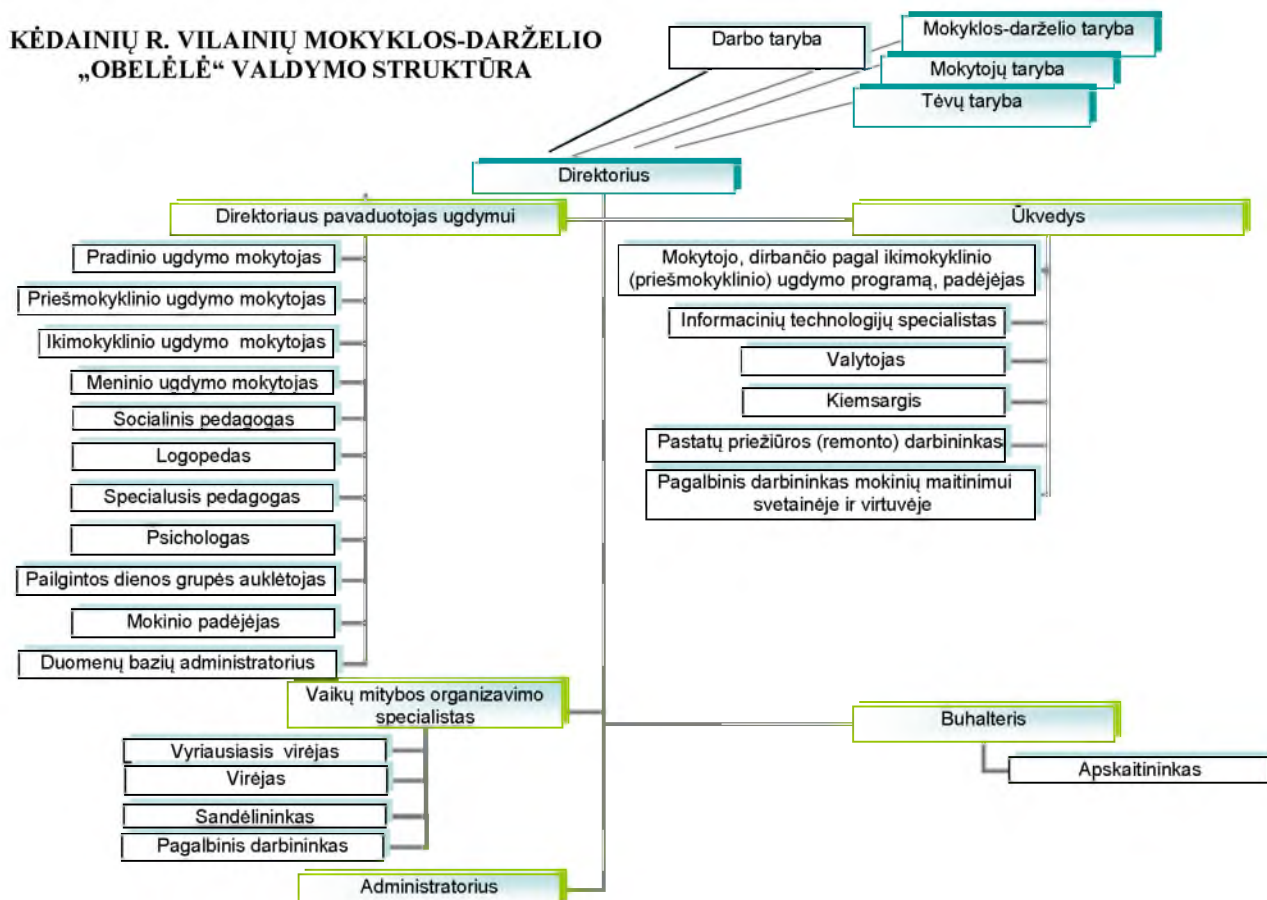 KĖDAINIŲ R. VILAINIŲ MOKYKLOS-DARŽELIO
„OBELĖLĖ“ VALDYMO STRUKTŪRA
Darbo taryba
Mokyklos-darželio taryba
Mokytojų taryba
Tėvų taryba
Direktorius
Direktoriaus pavaduotojas ugdymui
Pradinio ugdymo mokytojas
Priešmokyklinio ugdymo mokytojas
Ikimokyklinio ugdymo mokytojas
Meninio ugdymo mokytojas
Socialinis pedagogas
Logopedas
Specialusis pedagogas
Psichologas
Pailgintos dienos grupės auklėtojas
Mokinio padėjėjas
Duomenų bazių administratorius
Ūkvedys
Mokytojo, dirbančio pagal ikimokyklinio
(priešmokyklinio) ugdymo programą, padėjėjas
Informacinių technologijų specialistas
Valytojas
Kiemsargis
Pastatų priežiūros (remonto) darbininkas
Pagalbinis darbininkas mokinių maitinimui
svetainėje ir virtuvėje
Vaikų mitybos organizavimo
specialistas
Vyriausiasis virėjas
Virėjas
Sandėlininkas
Pagalbinis darbininkas
Buhalteris
Apskaitininkas
Administratorius